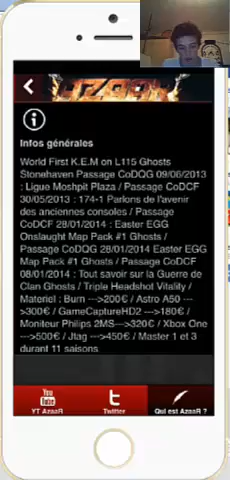 AZAAR
Infos générales
World First K.E.M on L115 Ghosts
Stonehaven Passage CoDQG 09/06/2013
: Ligue Moshpit Plaza / Passage CoDCF
30/05/2013 : 174-1 Parlons de l'avenir
des anciennes consoles / Passage
CoDCF 28/01/2014 : Easter EGG
Onslaught Map Pack #1 Ghosts /
Passage CoDQG 28/01/2014 Easter EGG
Map Pack #1 Ghosts / Passage CoDCF
08/01/2014 : Tout savoir sur la Guerre de
Clan Ghosts / Triple Headshot Vitality /
Materiel : Burn --->200€ / Astro A50 ---
>300€ / GameCaptureHD2 --->180€ /
Moniteur Philips 2MS--->320€ / Xbox One
--->500€ / Jtag --->450€ / Master 1 et 3
durant 11 saisons
You Tube
YT AzaaR
Twitter
Qui est AzaaR ?